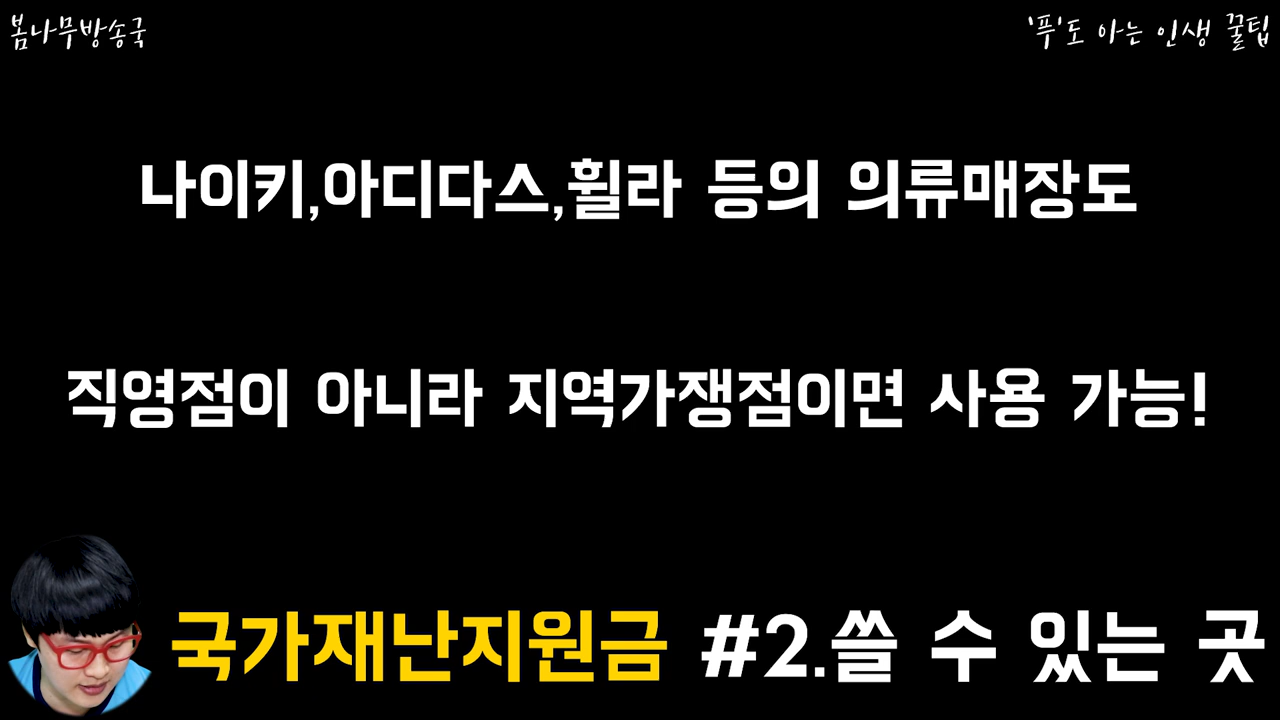 봄나무방송국
'푸'도 아는 인생 꿀팁
나이키,아디다스,휠라 등의 의류매장도
직영점이 아니라 지역가쟁점이면 사용 가능!
국가재난지원금 #2.쓸 수 있는 곳